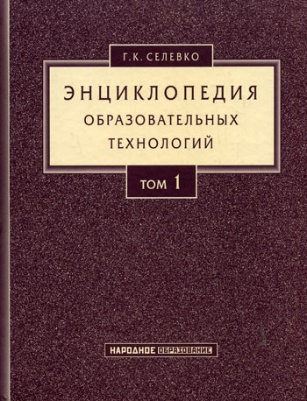 Г.К. СЕЛЕВКО
ЭНЦИКЛОПЕДИЯ
ОБРАЗОВАТЕЛЬНЫХ
ТЕХНОЛОГИЙ
ТОМ 1
НАРОДНОЕ ОБРАЗОВАНИЕ